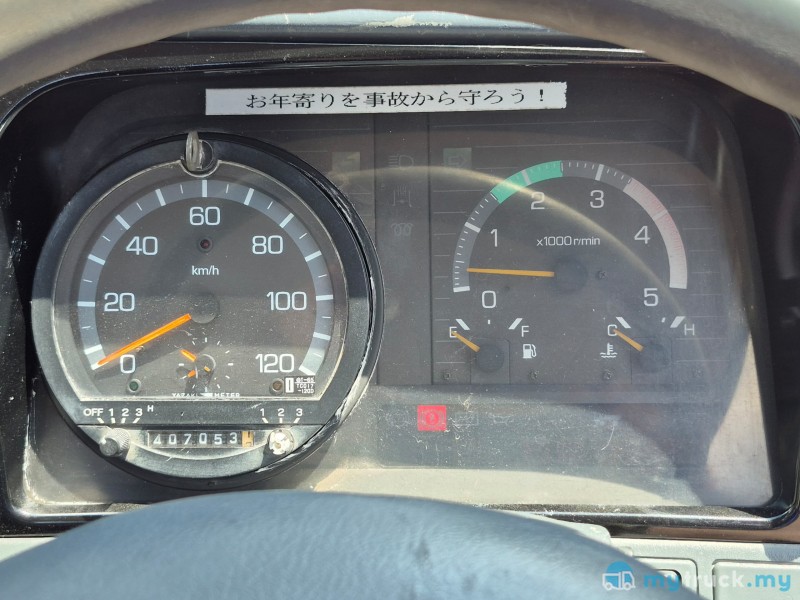 お年寄りを事故から守ろう！
0
20
40
60
80
100
120
km/h
YAZAKI METER
OFF 1 2 3 H
1 2 3
407053
0
1
2
3
4
5
x1000r/min
E F
C H
mytruck.my